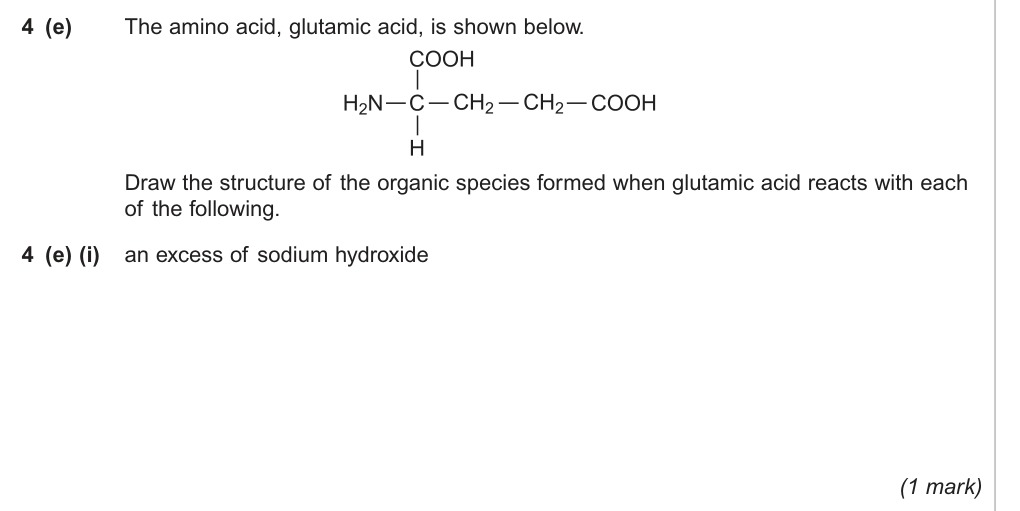 4 (e) The amino acid, glutamic acid, is shown below.
COOH
H₂N—C—CH₂—CH₂—COOH
H
Draw the structure of the organic species formed when glutamic acid reacts with each
of the following.
4 (e) (i) an excess of sodium hydroxide
(1 mark)